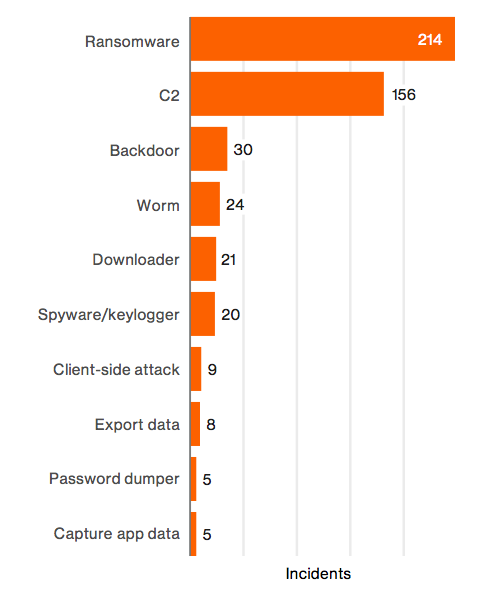 Ransomware 214
C2 156
Backdoor 30
Worm 24
Downloader 21
Spyware/keylogger 20
Client-side attack 9
Export data 8
Password dumper 5
Capture app data 5
Incidents